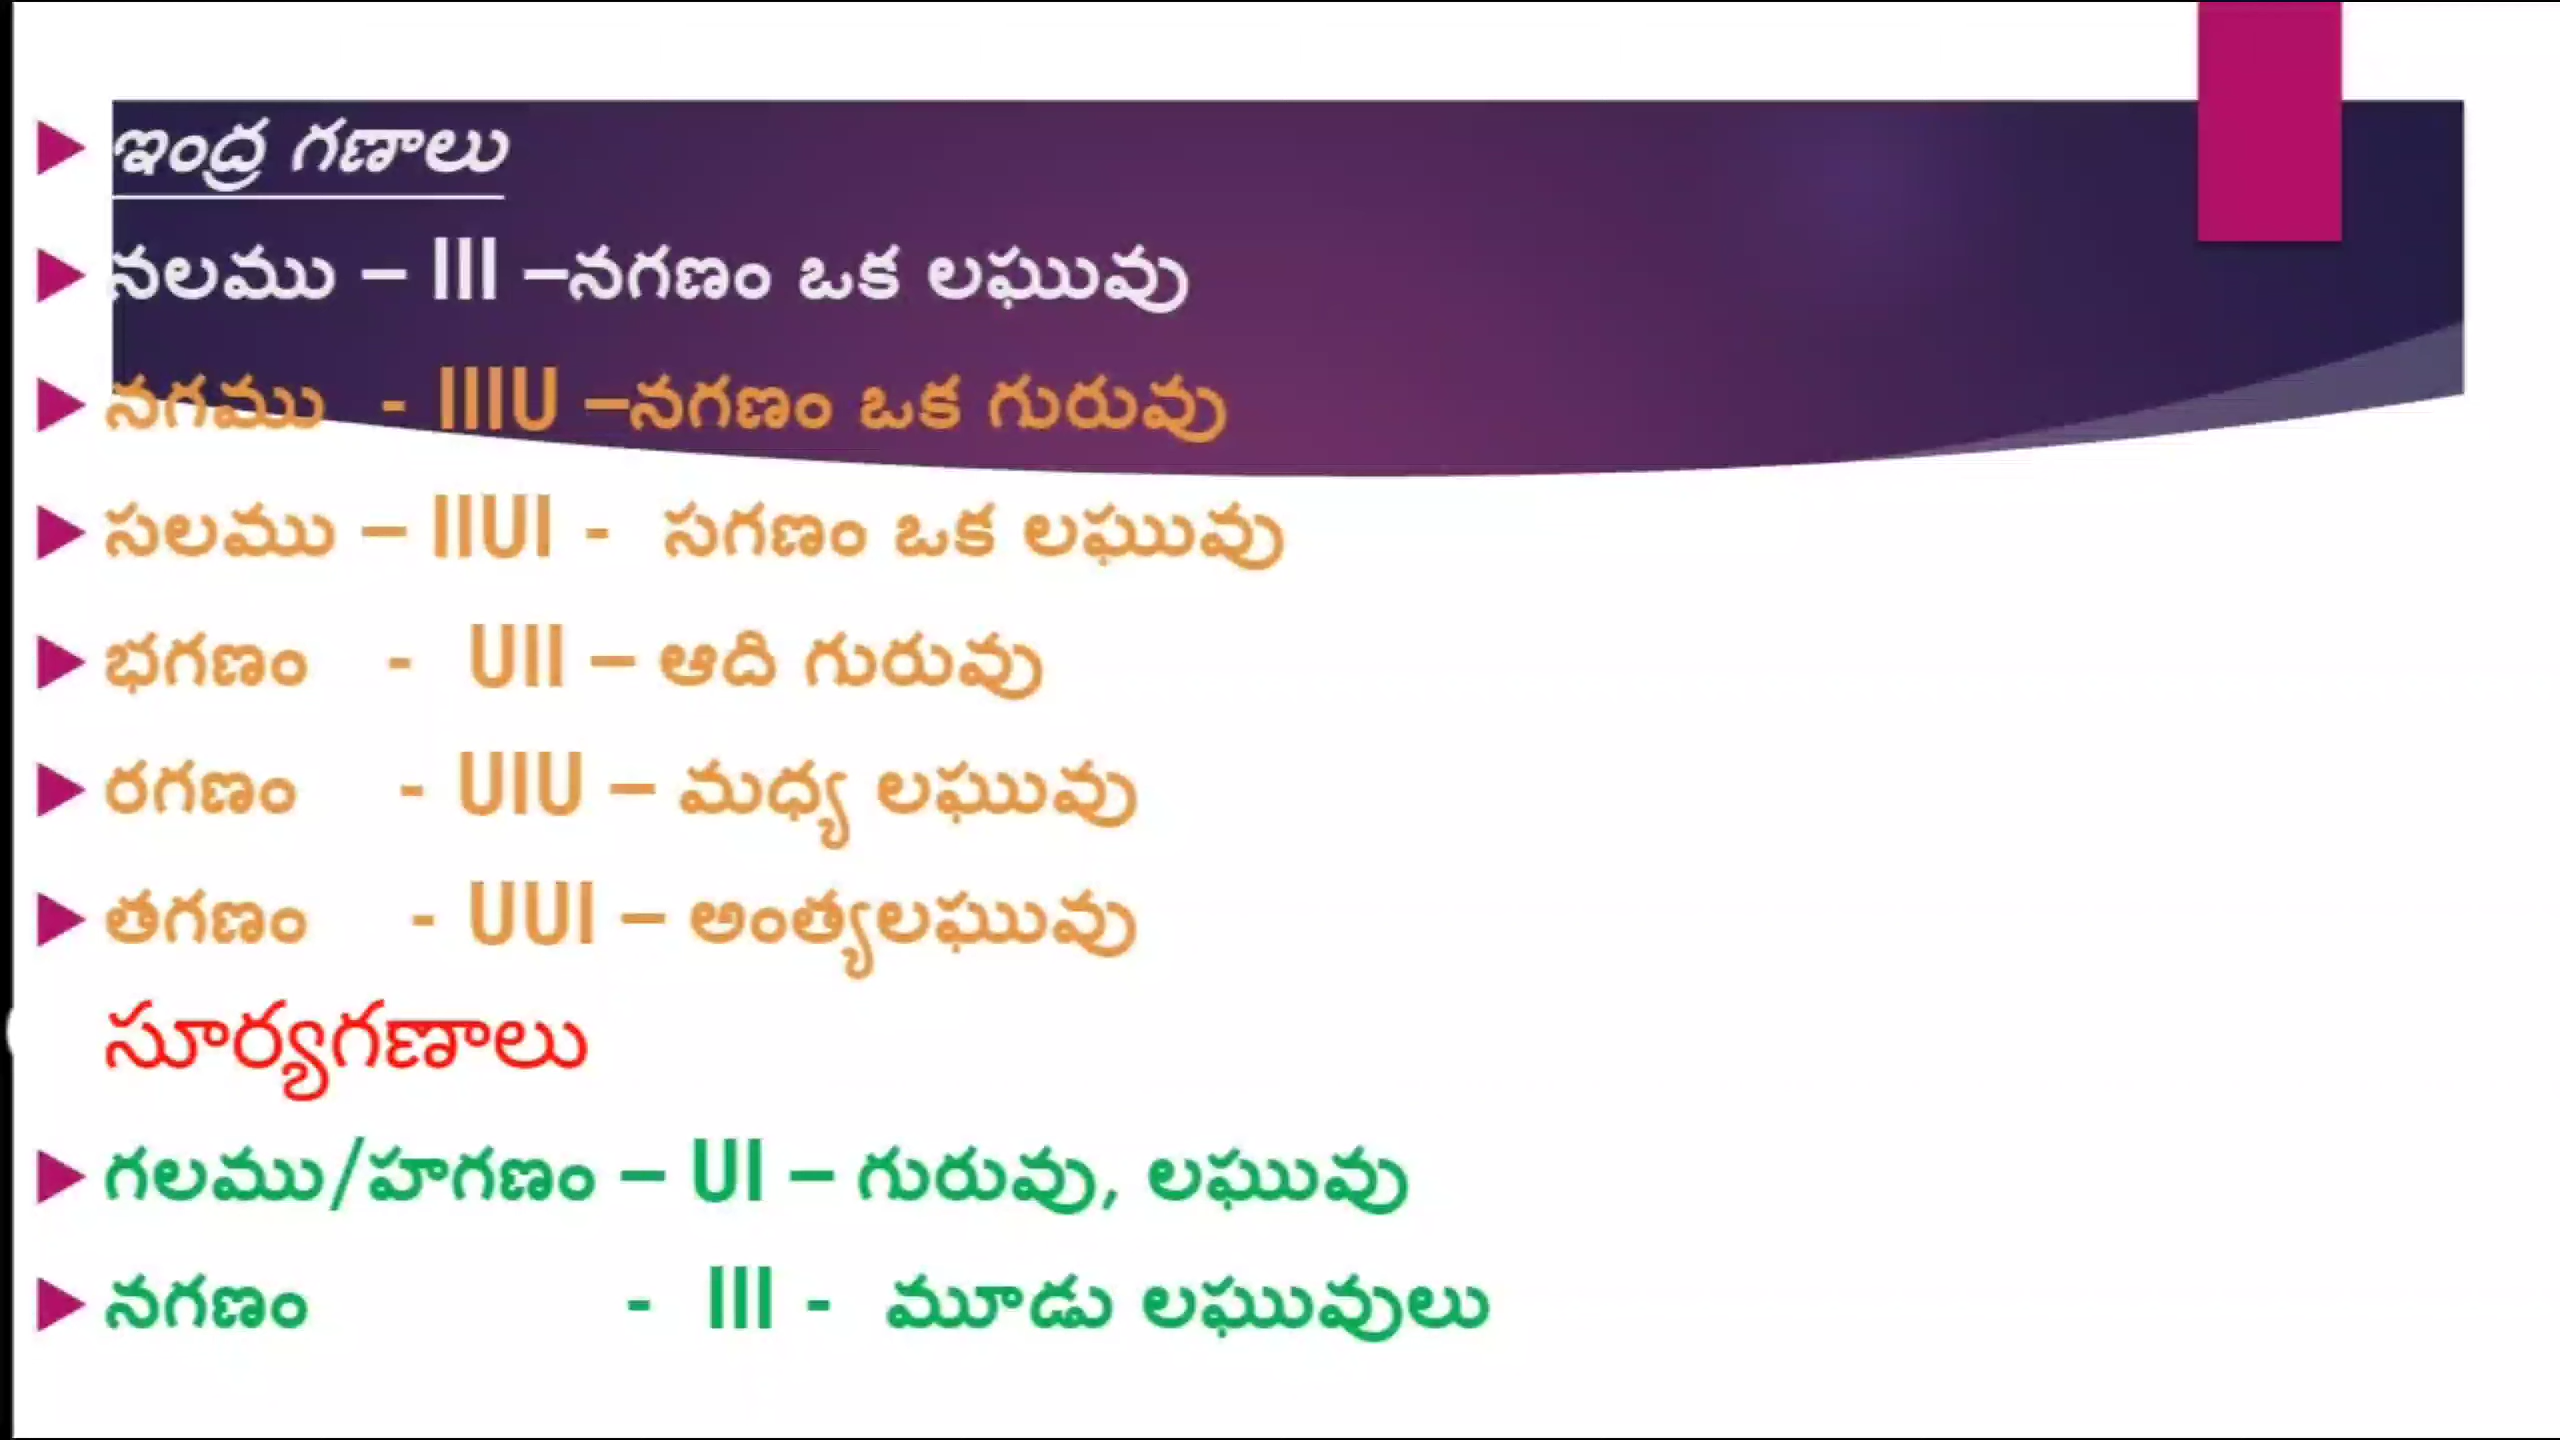 ఇంద్ర గణాలు
నలము – III –నగణం ఒక లఘువు
నగము - IIIU –నగణం ఒక గురువు
సలము – IIUI - సగణం ఒక లఘువు
భగణం - UII – ఆది గురువు
రగణం - UIU – మధ్య లఘువు
తగణం - UUI – అంత్యలఘువు
సూర్యగణాలు
గలము/హగణం – UI – గురువు, లఘువు
నగణం - III - మూడు లఘువులు